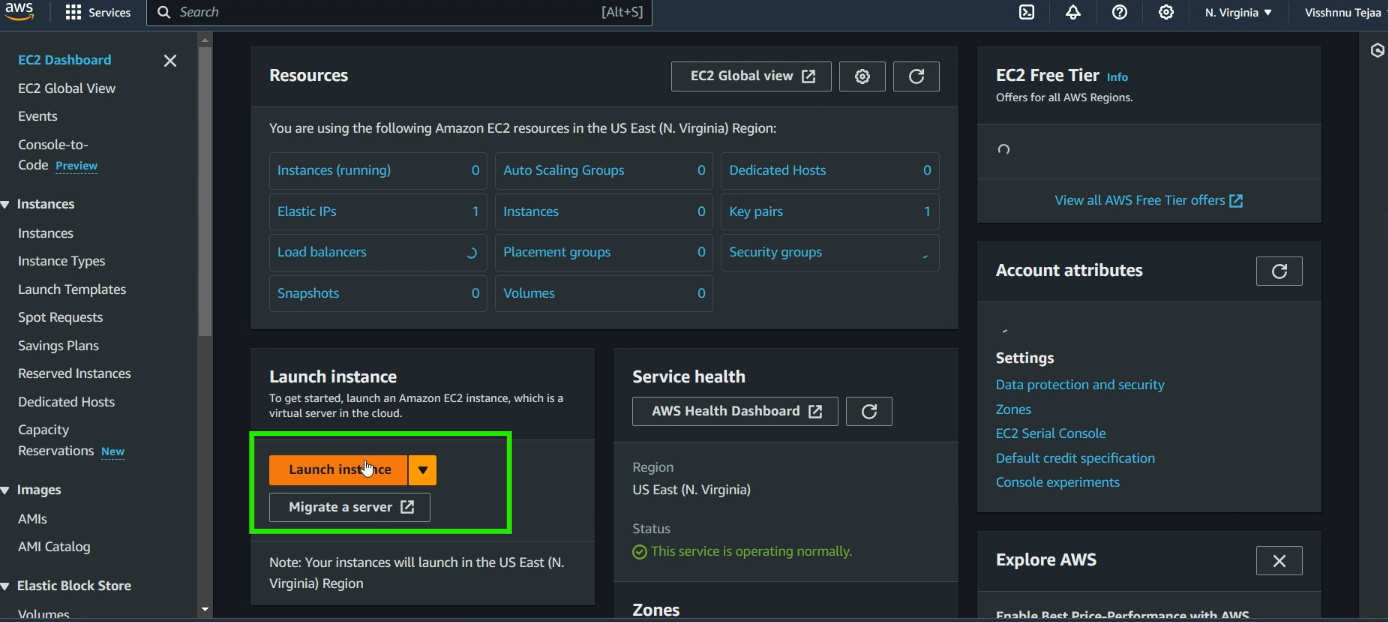 aws
Services
Search
[Alt+S]
N. Virginia
Visshnnu Tejaa
EC2 Dashboard
EC2 Global View
Events
Console-to-
Code Preview
Instances
Instances
Instance Types
Launch Templates
Spot Requests
Savings Plans
Reserved Instances
Dedicated Hosts
Capacity
Reservations New
Images
AMIs
AMI Catalog
Elastic Block Store
Volumes
Resources
EC2 Global view
You are using the following Amazon EC2 resources in the US East (N. Virginia) Region:
Instances (running) 0
Auto Scaling Groups 0
Dedicated Hosts 0
Elastic IPs 1
Instances 0
Key pairs 1
Load balancers
Placement groups 0
Security groups
Snapshots 0
Volumes 0
Launch instance
To get started, launch an Amazon EC2 instance, which is a
virtual server in the cloud.
Launch instance
Migrate a server
Note: Your instances will launch in the US East (N.
Virginia) Region
Service health
AWS Health Dashboard
Region
US East (N. Virginia)
Status
This service is operating normally.
Zones
EC2 Free Tier Info
Offers for all AWS Regions.
View all AWS Free Tier offers
Account attributes
Settings
Data protection and security
Zones
EC2 Serial Console
Default credit specification
Console experiments
Explore AWS
Enable Best Price-Performance with AWS